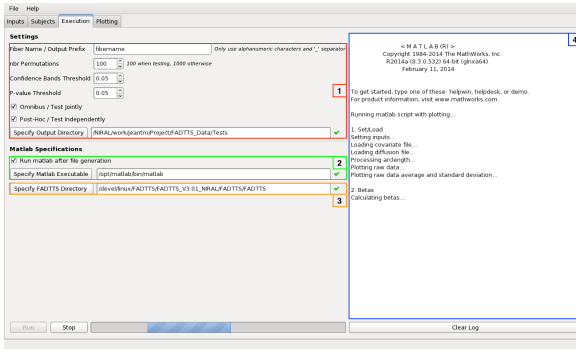 File Help
Inputs Subjects Execution Plotting
Settings
Fiber Name / Output Prefix fibername Only use alphanumeric characters and '_' separator
nbr Permutations 100 100 when testing, 1000 otherwise
Confidence Bands Threshold 0.05
P-value Threshold 0.05
1
Omnibus / Test Jointly
Post-Hoc / Test Independently
Specify Output Directory /NIRAL/work/jeantm/Project/FADTTS_Data/Tests
Matlab Specifications
Run matlab after file generation
2
Specify Matlab Executable /opt/matlab/bin/matlab
Specify FADTTS Directory /devel/linux/FADTTS/FADTTS_V3.01_NIRAL/FADTTS/FADTTS
3
Run Stop
4
< M A T L A B (R) >
Copyright 1984-2014 The MathWorks, Inc.
R2014a (8.3.0.532) 64-bit (glnxa64)
February 11, 2014
To get started, type one of these: helpwin, helpdesk, or demo.
For product information, visit www.mathworks.com.
Running matlab script with plotting...
1. Set/Load
Setting inputs...
Loading covariate file...
Loading diffusion file...
Processing arclength...
Plotting raw data...
Plotting raw data average and standard deviation...
2. Betas
Calculating betas...
Clear Log